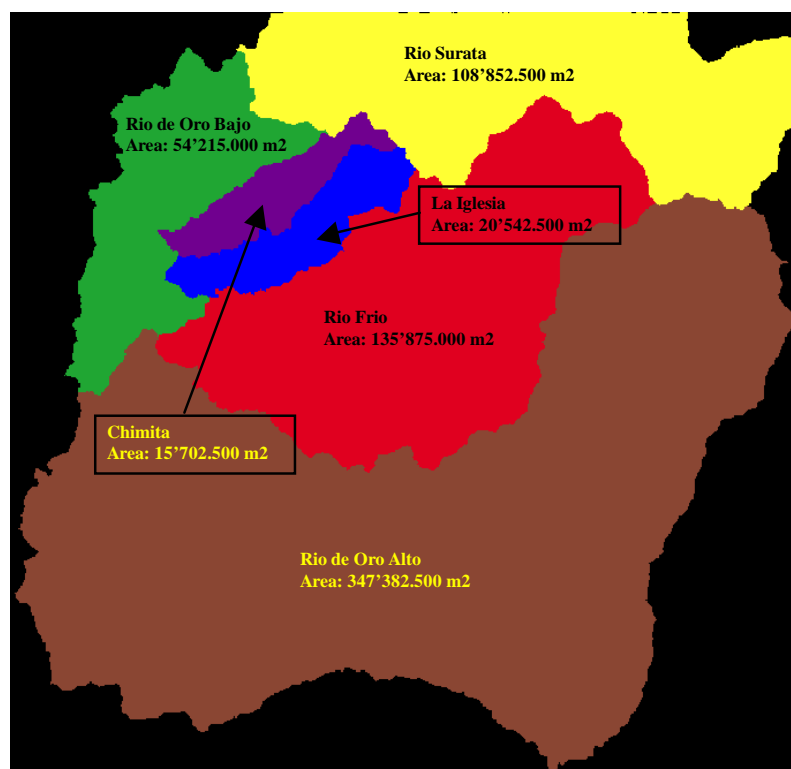 Rio Surata
Area: 108’852.500 m2
Rio de Oro Bajo
Area: 54’215.000 m2
La Iglesia
Area: 20’542.500 m2
Rio Frio
Area: 135’875.000 m2
Chimita
Area: 15’702.500 m2
Rio de Oro Alto
Area: 347’382.500 m2